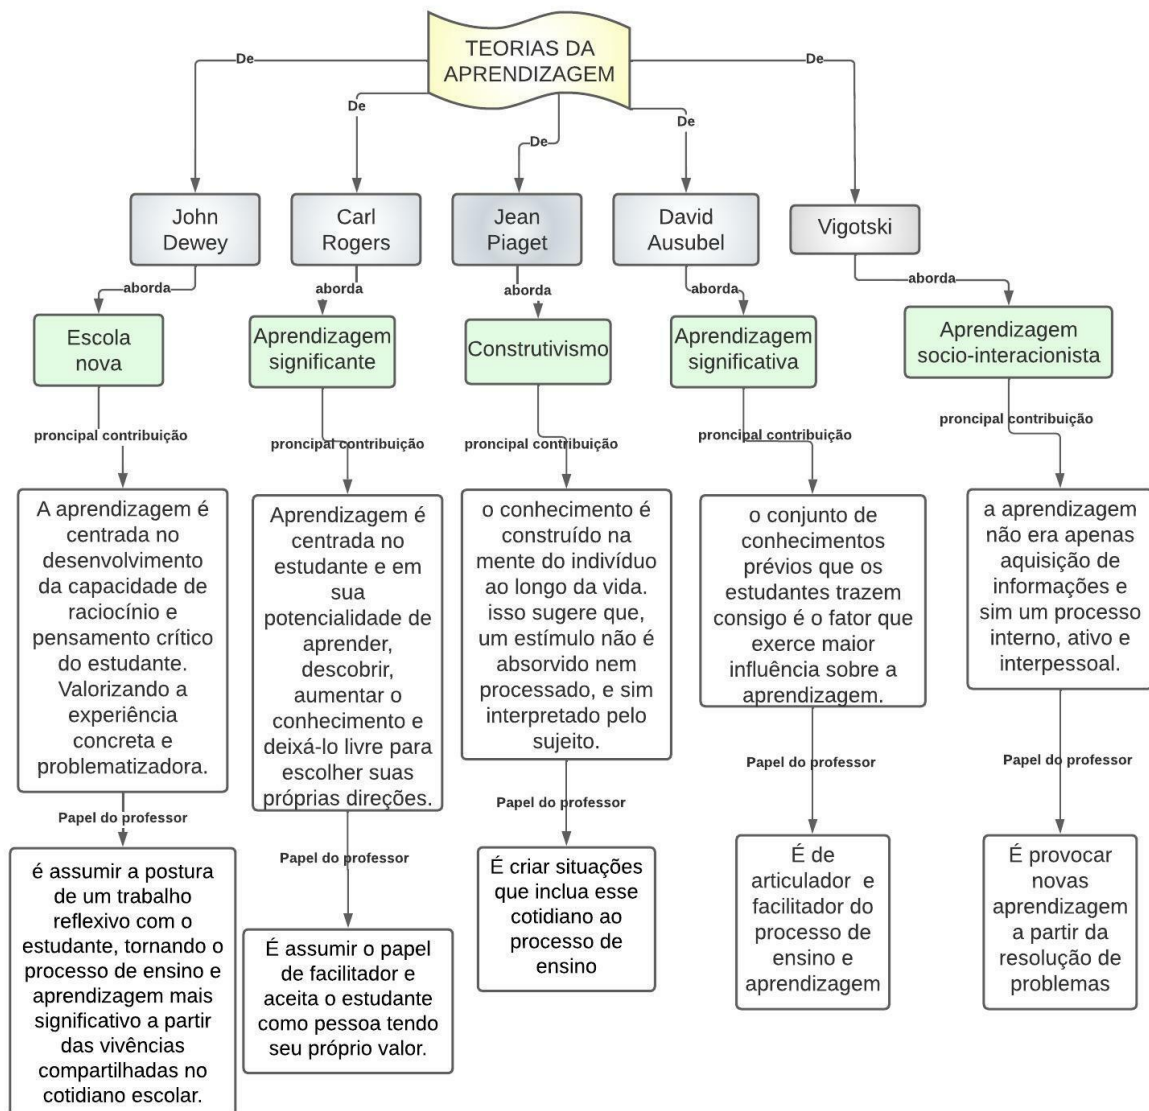 TEORIAS DA
APRENDIZAGEM
De
De
De
De
De
John
Dewey
Carl
Rogers
Jean
Piaget
David
Ausubel
Vigotski
aborda
aborda
aborda
aborda
aborda
Escola
nova
Aprendizagem
significante
Construtivismo
Aprendizagem
significativa
Aprendizagem
socio-interacionista
proncipal contribuição
proncipal contribuição
proncipal contribuição
proncipal contribuição
proncipal contribuição
A aprendizagem é
centrada no
desenvolvimento
da capacidade de
raciocínio e
pensamento crítico
do estudante.
Valorizando a
experiência
concreta e
problematizadora.
Aprendizagem é
centrada no
estudante e em
sua
potencialidade de
aprender,
descobrir,
aumentar o
conhecimento e
deixá-lo livre para
escolher suas
próprias direções.
o conhecimento é
construído na
mente do indivíduo
ao longo da vida.
isso sugere que,
um estímulo não é
absorvido nem
processado, e sim
interpretado pelo
sujeito.
o conjunto de
conhecimentos
prévios que os
estudantes trazem
consigo é o fator que
exerce maior
influência sobre a
aprendizagem.
a aprendizagem
não era apenas
aquisição de
informações e
sim um processo
interno, ativo e
interpessoal.
Papel do professor
Papel do professor
Papel do professor
Papel do professor
Papel do professor
é assumir a postura
de um trabalho
reflexivo com o
estudante, tornando o
processo de ensino e
aprendizagem mais
significativo a partir
das vivências
compartilhadas no
cotidiano escolar.
É assumir o papel
de facilitador e
aceita o estudante
como pessoa tendo
seu próprio valor.
É criar situações
que inclua esse
cotidiano ao
processo de
ensino
É de
articulador e
facilitador do
processo de
ensino e
aprendizagem
É provocar
novas
aprendizagem
a partir da
resolução de
problemas